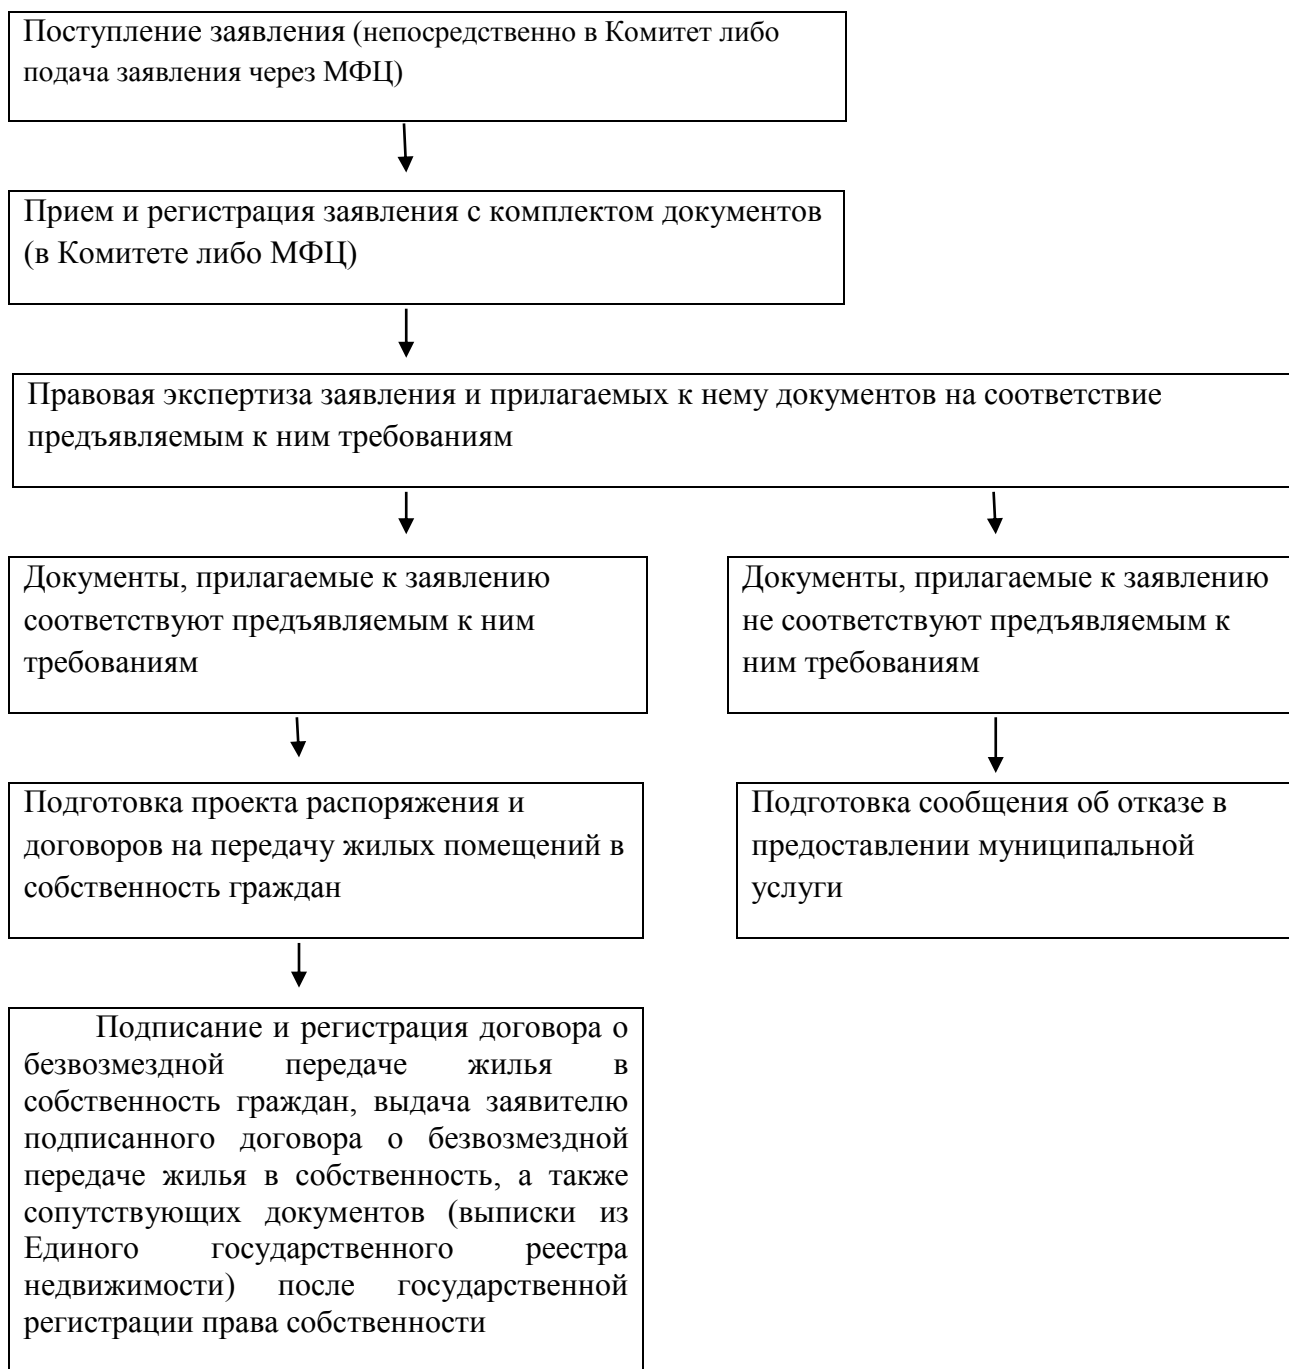 Поступление заявления (непосредственно в Комитет либо
подача заявления через МФЦ)
Прием и регистрация заявления с комплектом документов
(в Комитете либо МФЦ)
Правовая экспертиза заявления и прилагаемых к нему документов на соответствие
предъявляемым к ним требованиям
Документы, прилагаемые к заявлению
соответствуют предъявляемым к ним
требованиям
Документы, прилагаемые к заявлению
не соответствуют предъявляемым к
ним требованиям
Подготовка проекта распоряжения и
договоров на передачу жилых помещений в
собственность граждан
Подготовка сообщения об отказе в
предоставлении муниципальной
услуги
Подписание и регистрация договора о
безвозмездной передаче жилья в
собственность граждан, выдача заявителю
подписанного договора о безвозмездной
передаче жилья в собственность, а также
сопутствующих документов (выписки из
Единого государственного реестра
недвижимости) после государственной
регистрации права собственности